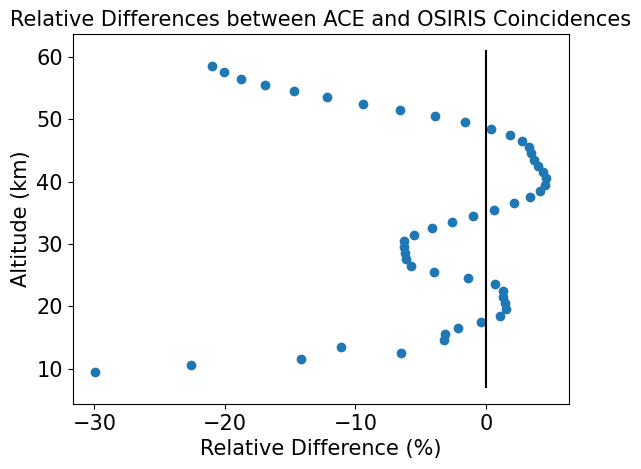 Relative Differences between ACE and OSIRIS Coincidences
60
50
40
30
20
10
Altitude (km)
−30 −20 −10 0
Relative Difference (%)